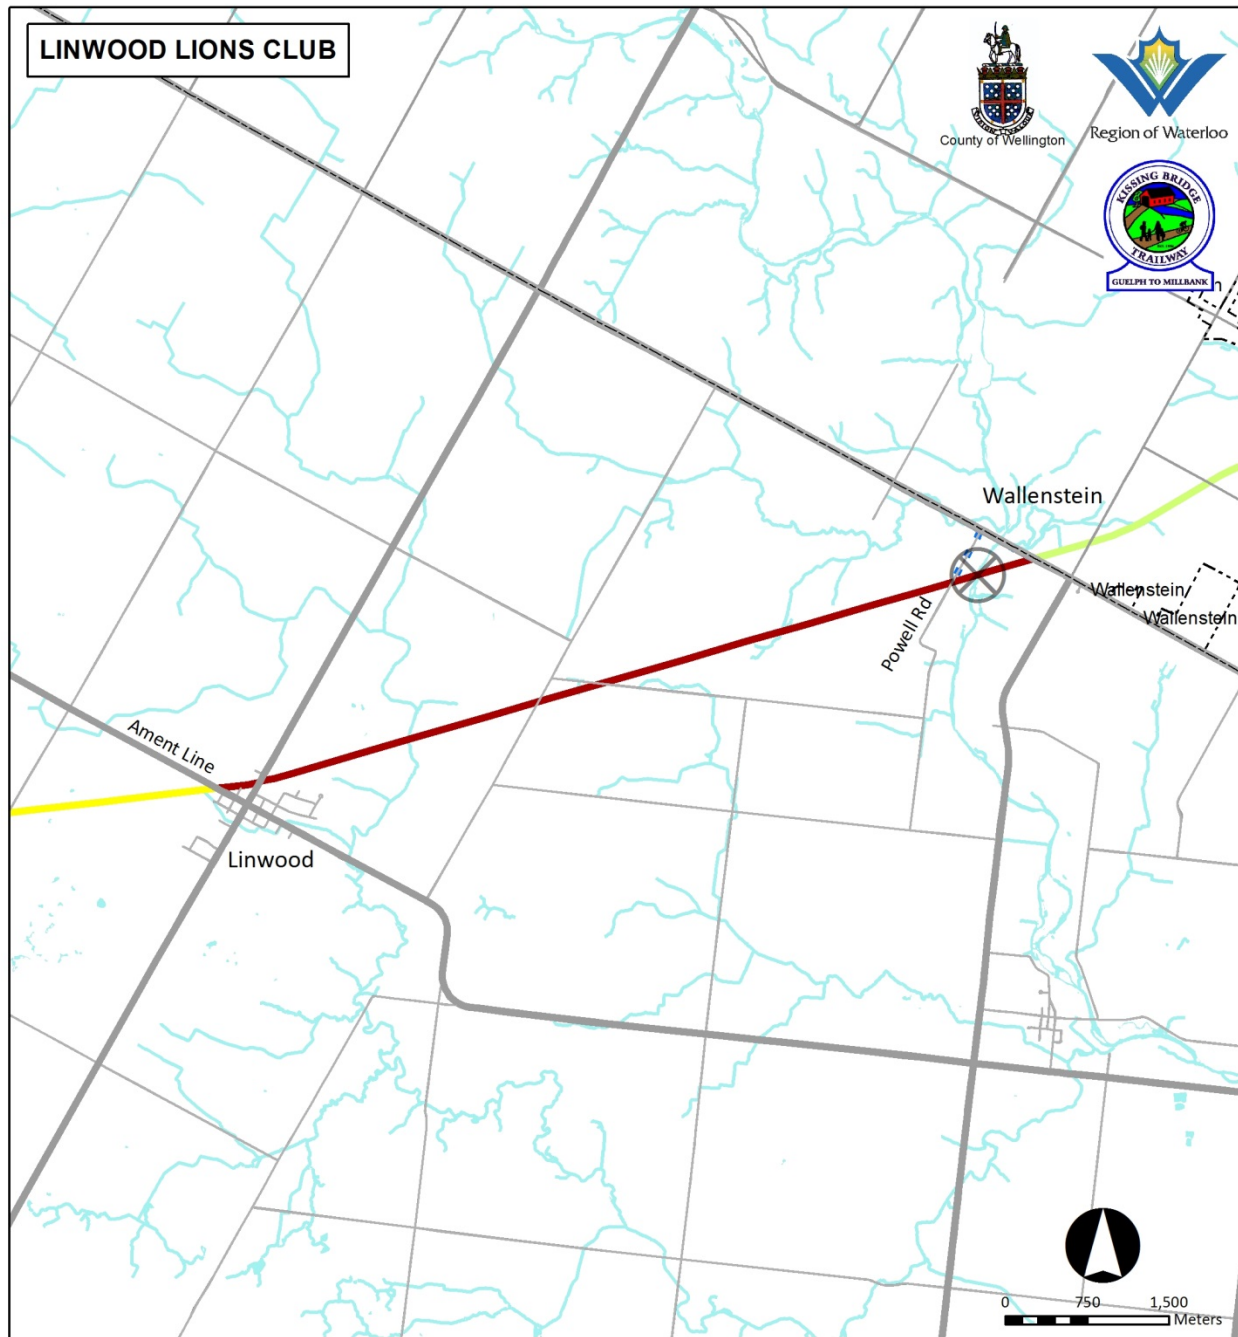 LINWOOD LIONS CLUB
County of Wellington
Region of Waterloo
KISSING BRIDGE
TRAILWAY
GUELPH TO MILLBANK
Wallenstein
Wallenstein
Wallenstein
Powell Rd
Ament Line
Linwood
0 750 1,500
Meters